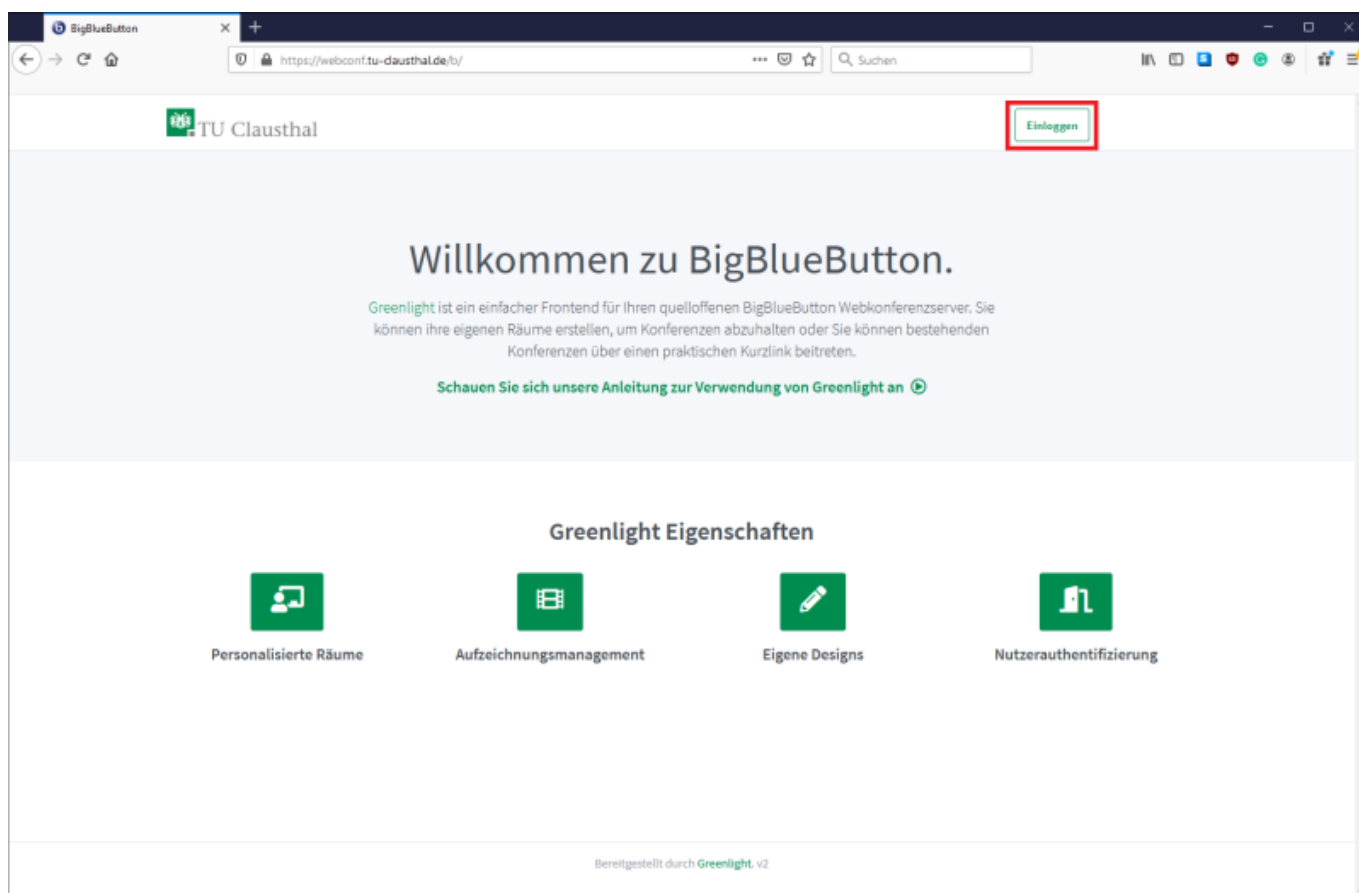 BigBlueButton
https://webconf.tu-clausthal.de/b/
Suchen
TU Clausthal
Einloggen
Willkommen zu BigBlueButton.
Greenlight ist ein einfacher Frontend für Ihren quelloffenen BigBlueButton Webkonferenzserver. Sie
können ihre eigenen Räume erstellen, um Konferenzen abzuhalten oder Sie können bestehenden
Konferenzen über einen praktischen Kurzlink beitreten.
Schauen Sie sich unsere Anleitung zur Verwendung von Greenlight an
Greenlight Eigenschaften
Personalisierte Räume
Aufzeichnungsmanagement
Eigene Designs
Nutzerauthentifizierung
Bereitgestellt durch Greenlight. v2